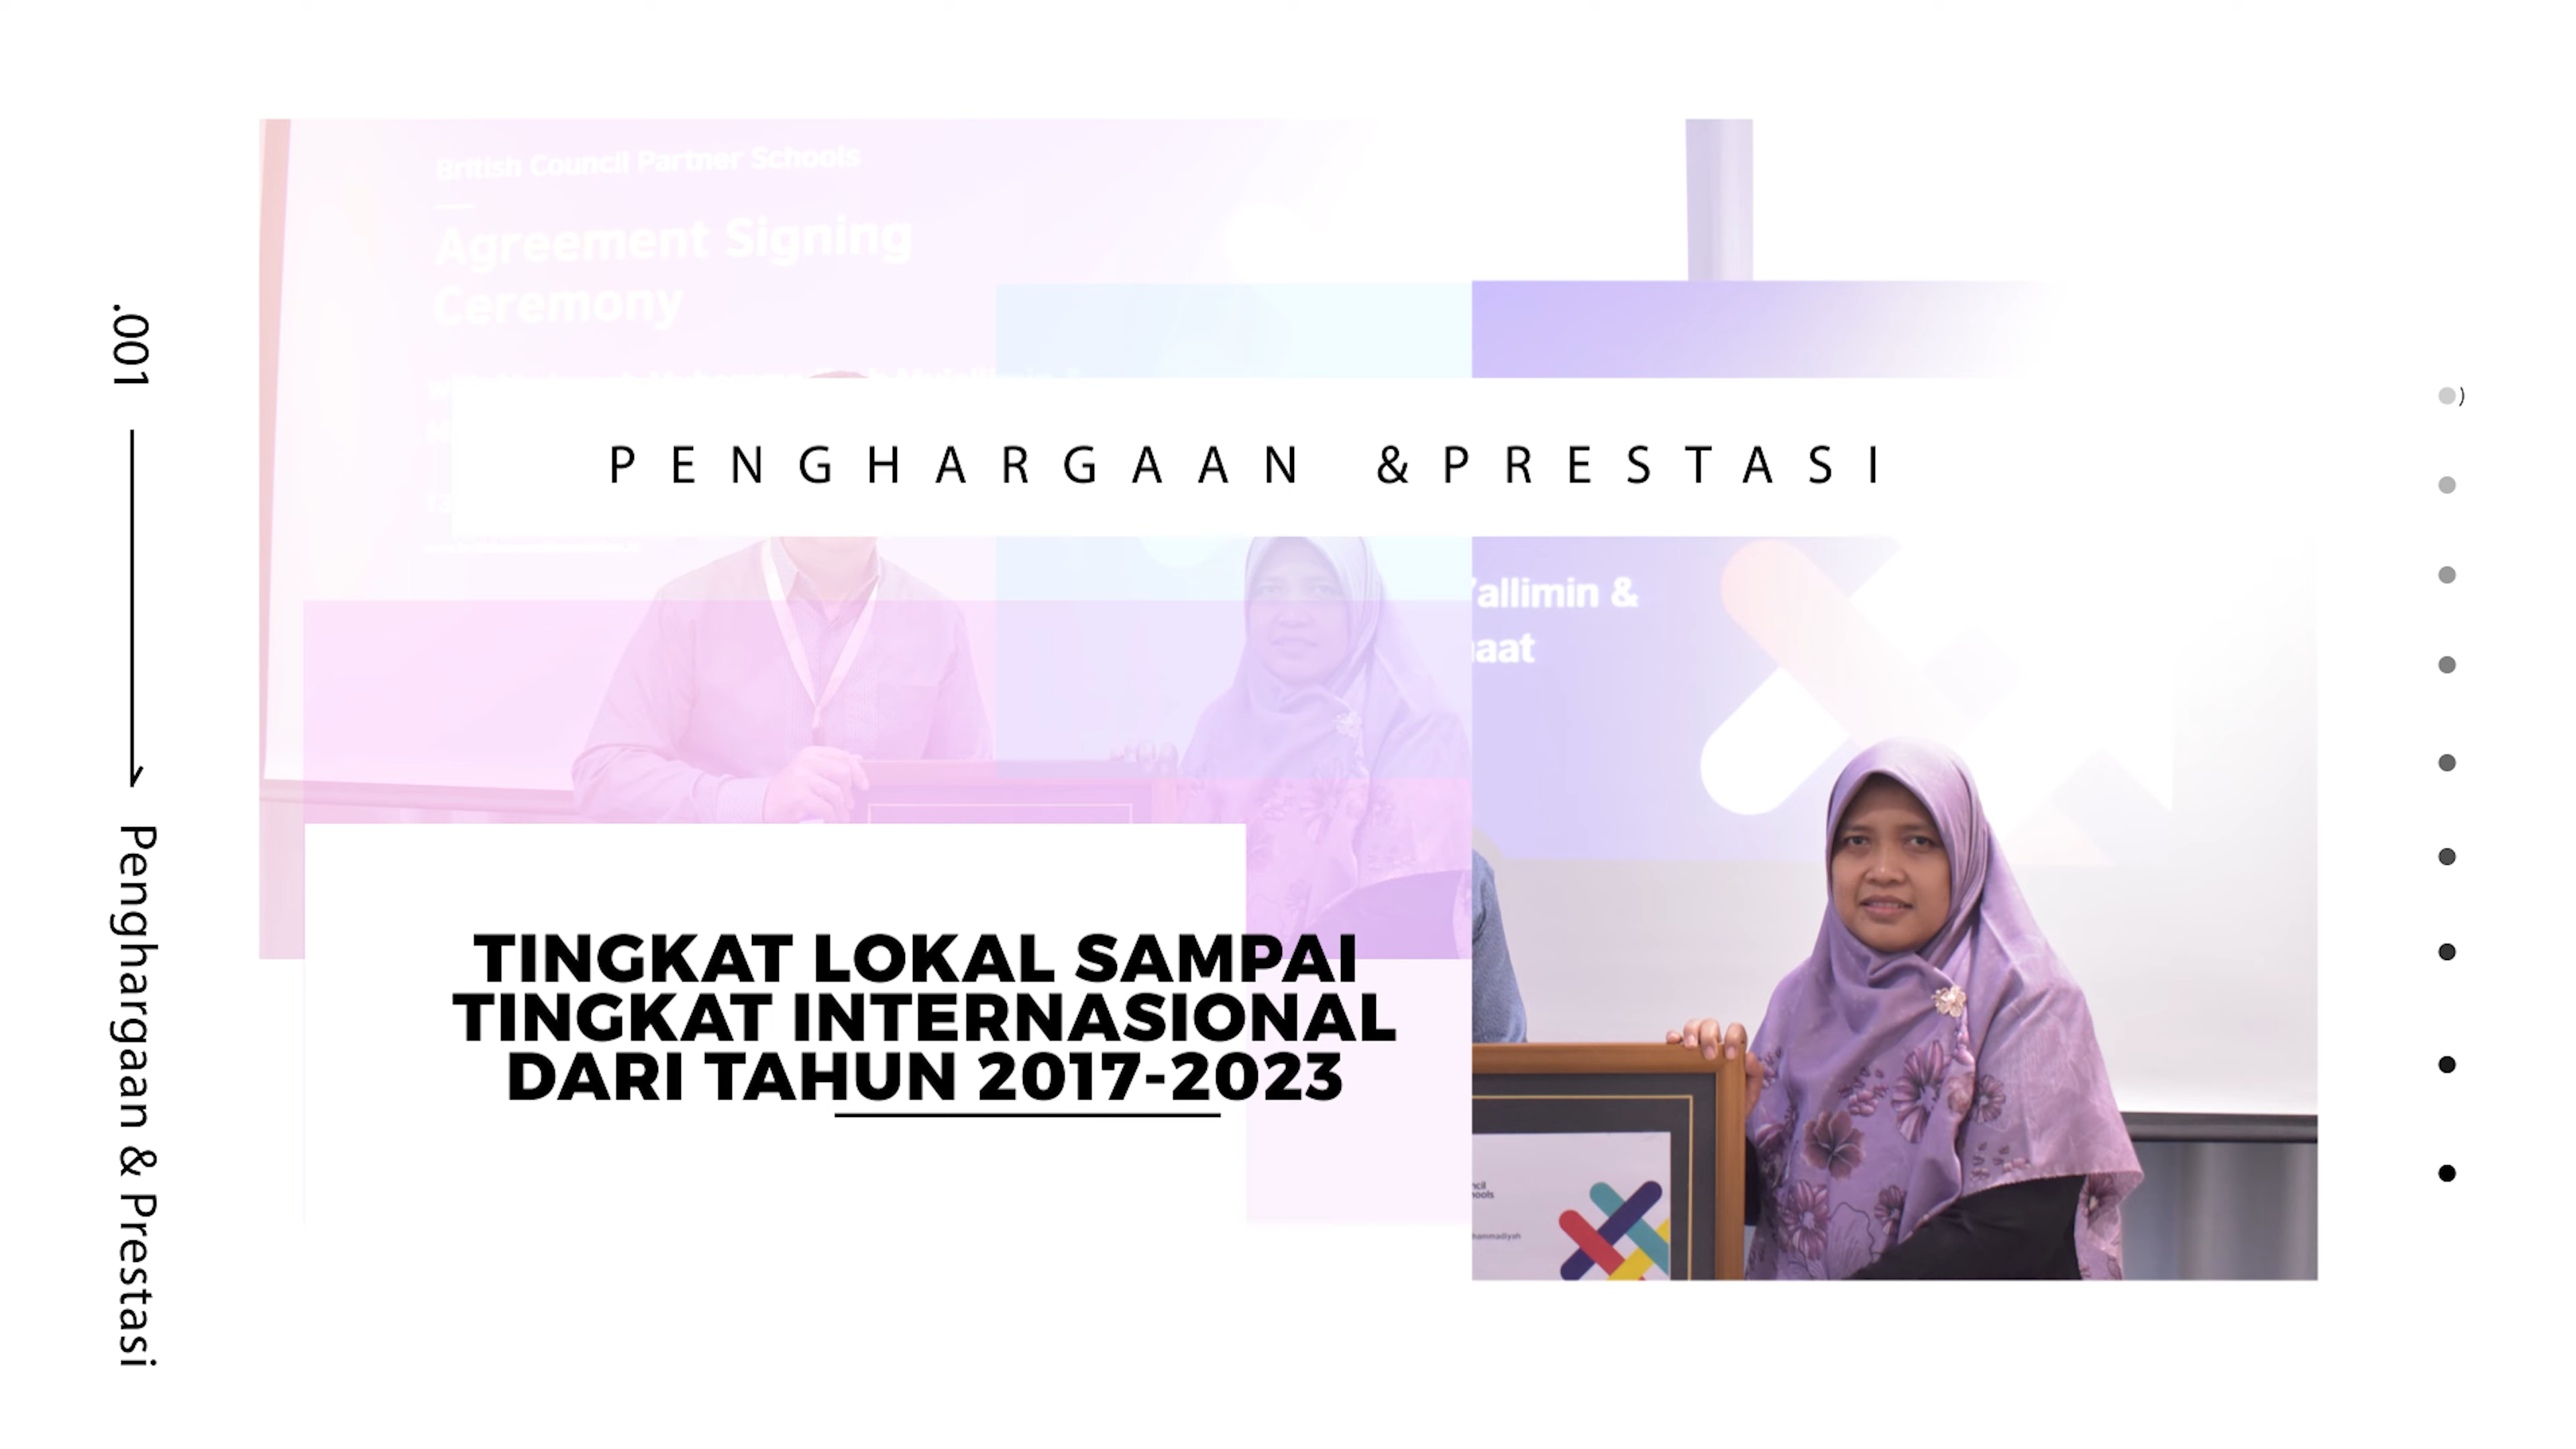 British Council Partner Schools
Agreement Signing
Ceremony
PENGHARGAAN &PRESTASI
allimin &
aat
TINGKAT LOKAL SAMPAI
TINGKAT INTERNASIONAL
DARI TAHUN 2017-2023
.001
Penghargaan & Prestasi